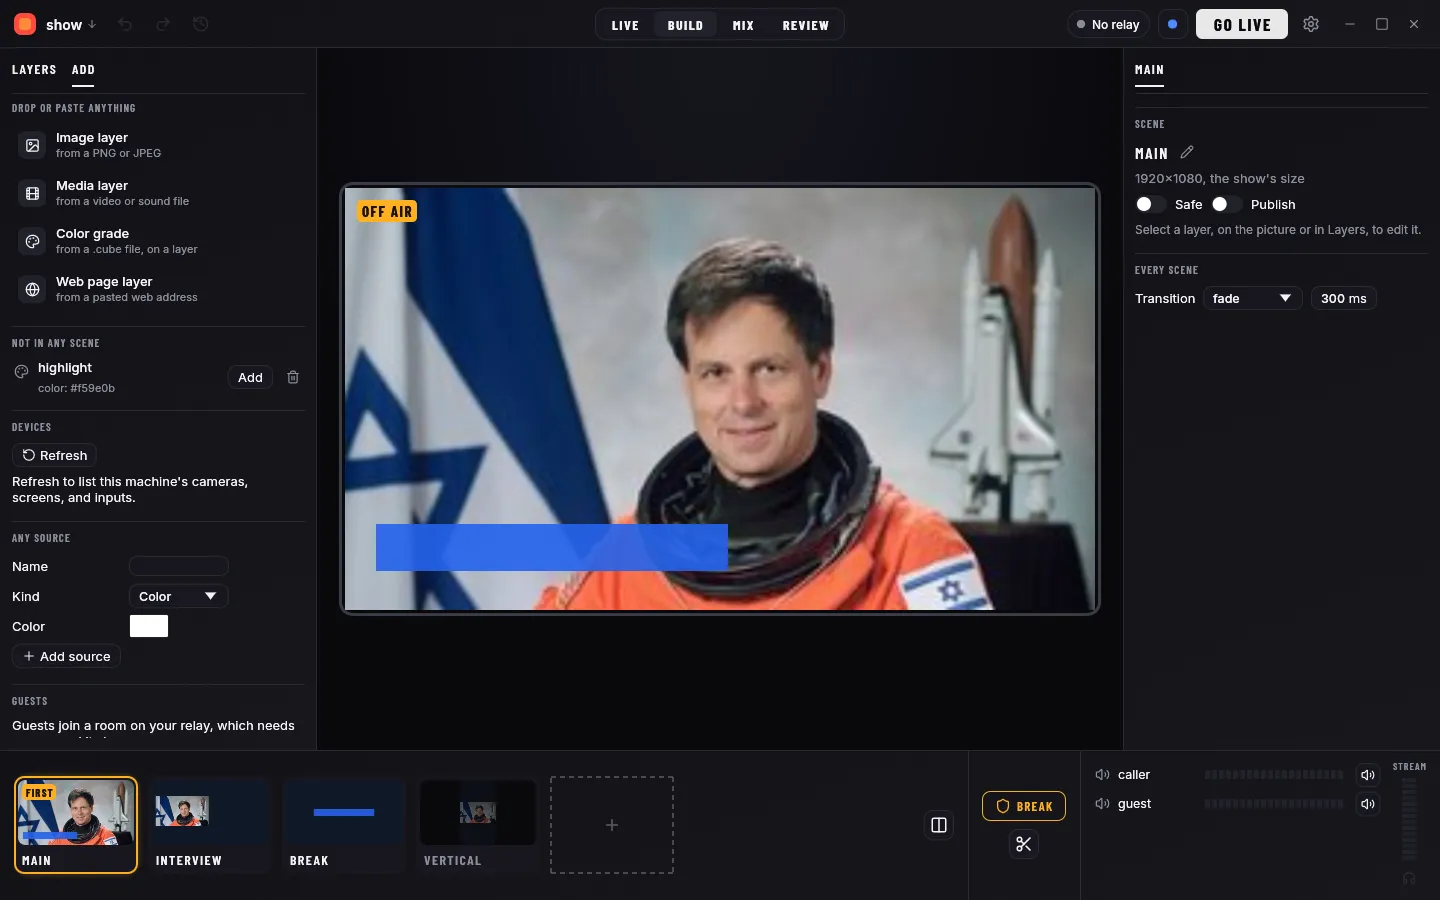 show
LIVE
BUILD
MIX
REVIEW
No relay
GO LIVE
LAYERS
ADD
DROP OR PASTE ANYTHING
Image layer
from a PNG or JPEG
Media layer
from a video or sound file
Color grade
from a .cube file, on a layer
Web page layer
from a pasted web address
NOT IN ANY SCENE
highlight
color: #f59e0b
Add
DEVICES
Refresh
Refresh to list this machine's cameras,
screens, and inputs.
ANY SOURCE
Name
Kind
Color
Color
Add source
GUESTS
Guests join a room on your relay, which needs
OFF AIR
MAIN
SCENE
MAIN
1920×1080, the show's size
Safe
Publish
Select a layer, on the picture or in Layers, to edit it.
EVERY SCENE
Transition
fade
300 ms
FIRST
MAIN
INTERVIEW
BREAK
VERTICAL
BREAK
caller
guest
STREAM